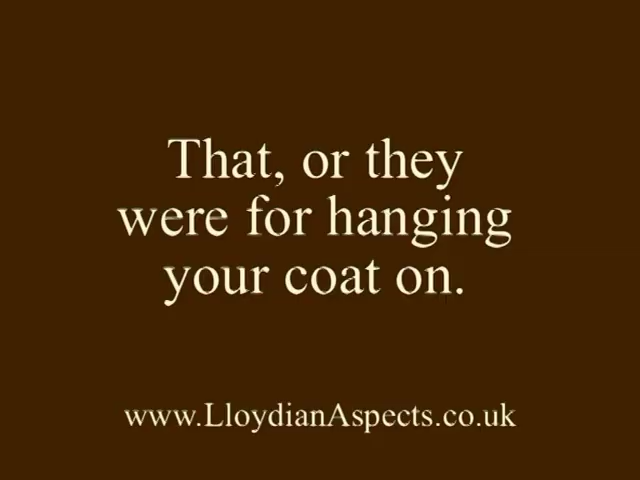 That, or they
were for hanging
your coat on.
www.LloydianAspects.co.uk